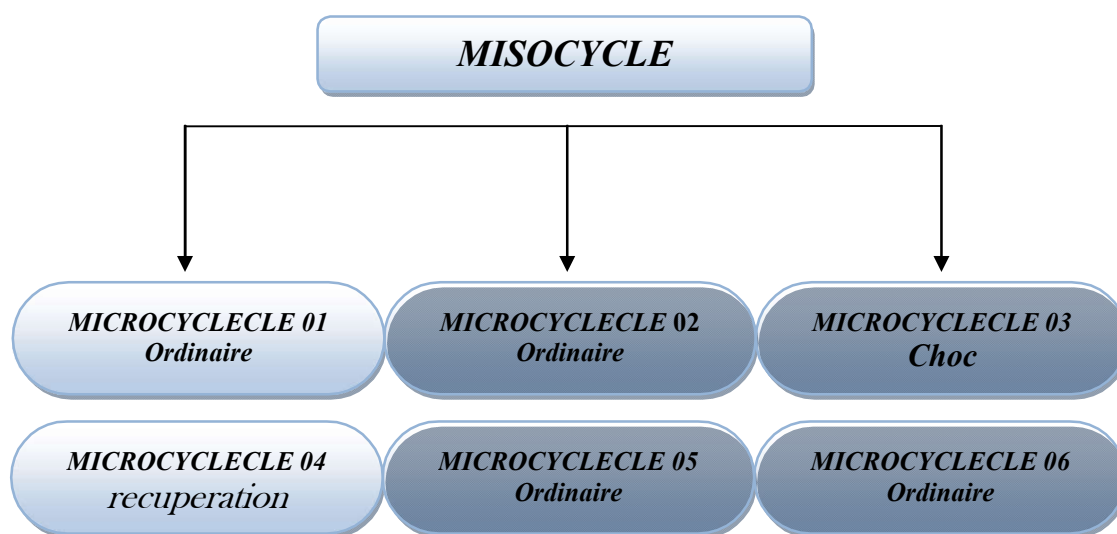 MISOCYCLE
MICROCYCLECLE 01
Ordinaire
MICROCYCLECLE 02
Ordinaire
MICROCYCLECLE 03
Choc
MICROCYCLECLE 04
recuperation
MICROCYCLECLE 05
Ordinaire
MICROCYCLECLE 06
Ordinaire